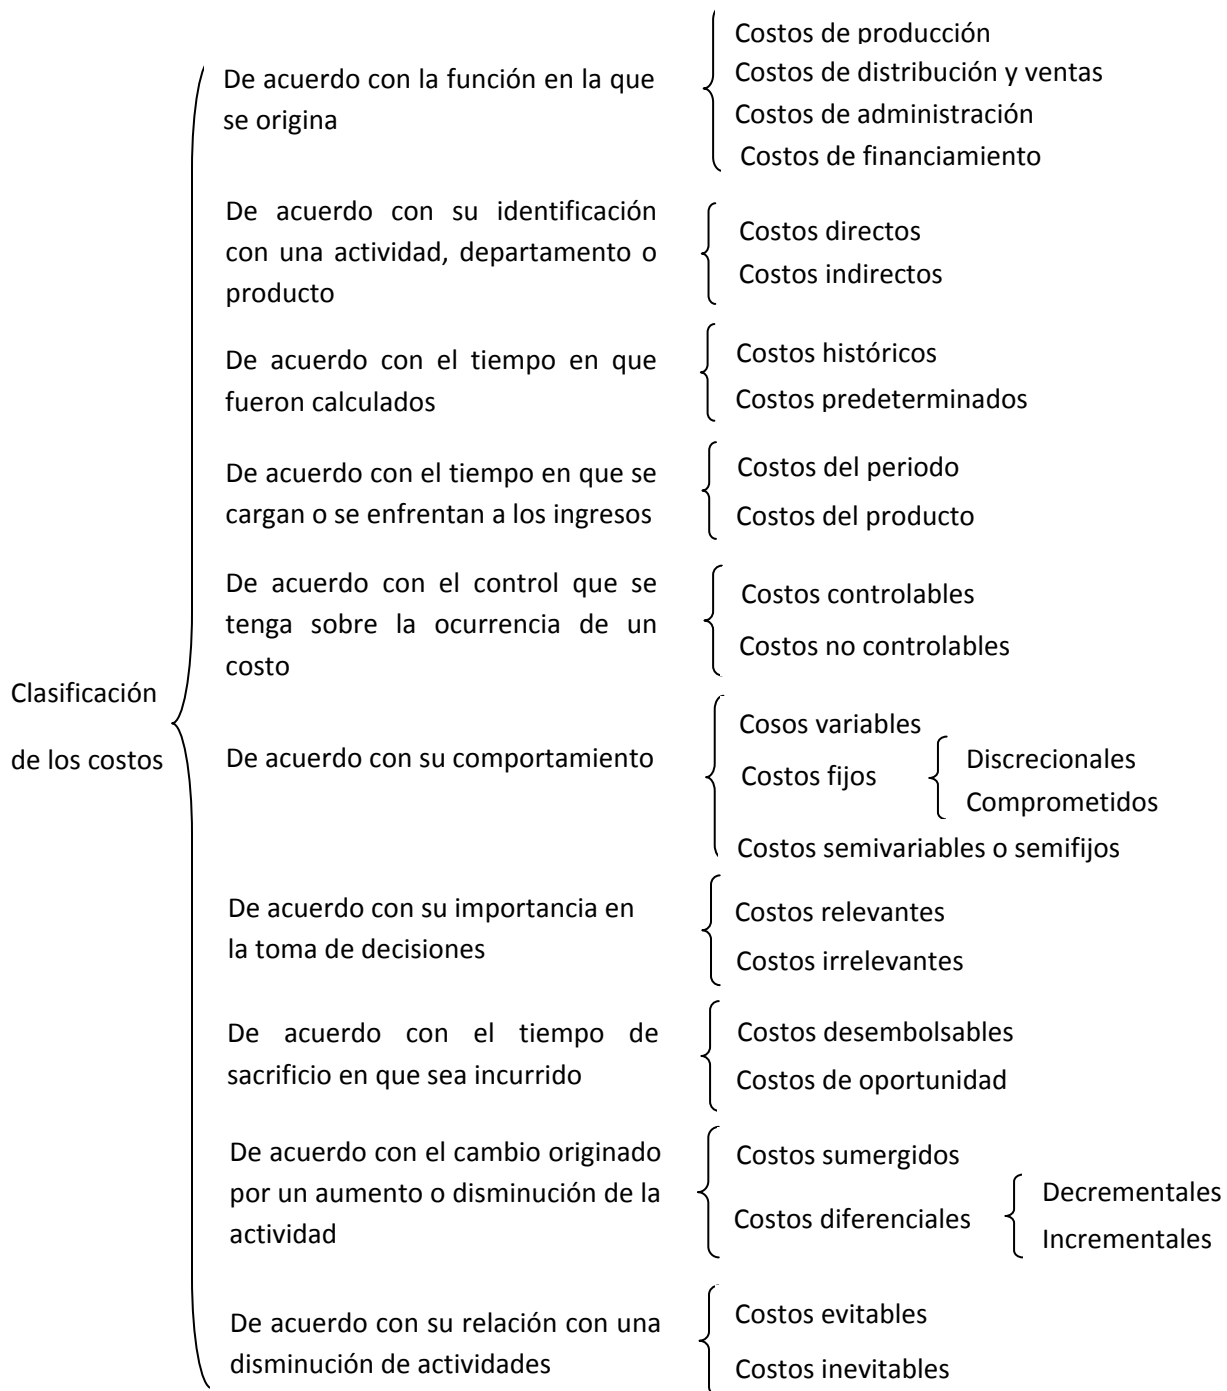 Clasificación
de los costos
De acuerdo con la función en la que
se origina
Costos de producción
Costos de distribución y ventas
Costos de administración
Costos de financiamiento
De acuerdo con su identificación
con una actividad, departamento o
producto
Costos directos
Costos indirectos
De acuerdo con el tiempo en que
fueron calculados
Costos históricos
Costos predeterminados
De acuerdo con el tiempo en que se
cargan o se enfrentan a los ingresos
Costos del periodo
Costos del producto
De acuerdo con el control que se
tenga sobre la ocurrencia de un
costo
Costos controlables
Costos no controlables
De acuerdo con su comportamiento
Cosos variables
Costos fijos
Discrecionales
Comprometidos
Costos semivariables o semifijos
De acuerdo con su importancia en
la toma de decisiones
Costos relevantes
Costos irrelevantes
De acuerdo con el tiempo de
sacrificio en que sea incurrido
Costos desembolsables
Costos de oportunidad
De acuerdo con el cambio originado
por un aumento o disminución de la
actividad
Costos sumergidos
Costos diferenciales
Decrementales
Incrementales
De acuerdo con su relación con una
disminución de actividades
Costos evitables
Costos inevitables